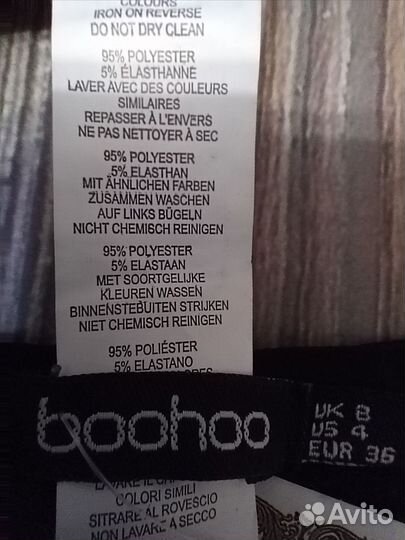 COLOURS
IRON ON REVERSE
DO NOT DRY CLEAN
95% POLYESTER
5% ÉLASTHANNE
LAVER AVEC DES COULEURS
SIMILAIRES
REPASSER À L'ENVERS
NE PAS NETTOYER À SEC
95% POLYESTER
5% ELASTHAN
MIT ÄHNLICHEN FARBEN
ZUSAMMEN WASCHEN
AUF LINKS BÜGELN
NICHT CHEMISCH REINIGEN
95% POLYESTER
5% ELASTAAN
MET SOORTGELIJKE
KLEUREN WASSEN
BINNENSTEBUITEN STRIJKEN
NIET CHEMISCH REINIGEN
95% POLIÉSTER
5% ELASTANO
boohoo
UK 8
US 4
EUR 36
COLORI SIMILI
STIRARE AL ROVESCIO
NON LAVARE A SECCO
Avito